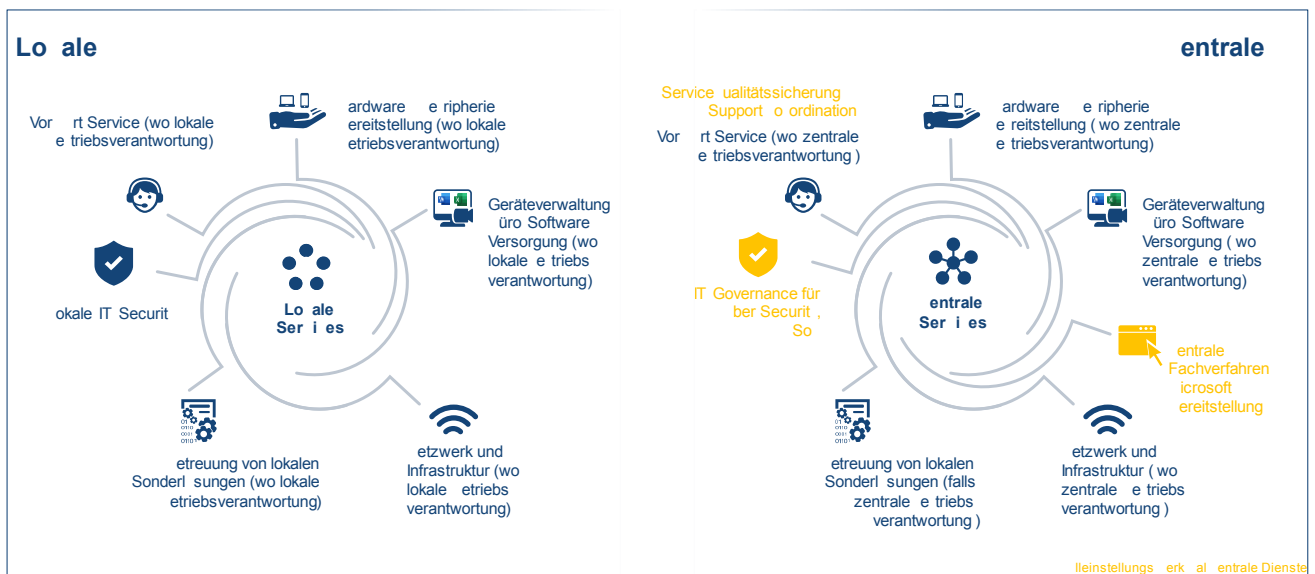 Lo ale
Vor rt Service (wo lokale
e triebsverantwortung)
ardware e ripherie
ereitstellung (wo lokale
etriebsverantwortung)
Geräteverwaltung
üro Software
Versorgung (wo
lokale e triebs
verantwortung)
okale IT Securit
Lo ale
Ser i es
etreuung von lokalen
Sonderl sungen (wo lokale
etriebsverantwortung)
etzwerk und
Infrastruktur (wo
lokale etriebs
verantwortung)
entrale
Service ualitätssicherung
Support o ordination
Vor rt Service (wo zentrale
e triebsverantwortung )
ardware e ripherie
e reitstellung ( wo zentrale
e triebsverantwortung)
Geräteverwaltung
üro Software
Versorgung ( wo
zentrale e triebs
verantwortung)
IT Governance für
ber Securit ,
So
entrale
Ser i es
entrale
Fachverfahren
icrosoft
ereitstellung
etreuung von lokalen
Sonderl sungen (falls
zentrale e triebs
verantwortung )
etzwerk und
Infrastruktur ( wo
zentrale e triebs
verantwortung )
lleinstellungs erk al entrale Dienste